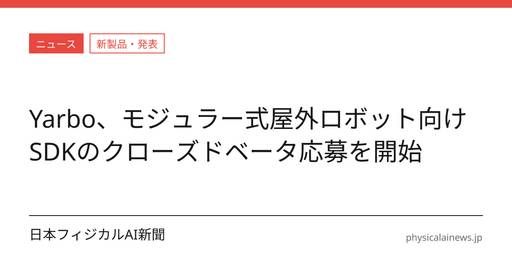 ニュース
新製品・発表
Yarbo、モジュラー式屋外ロボット向け
SDKのクローズドベータ応募を開始
日本フィジカルAI新聞
physicalainews.jp